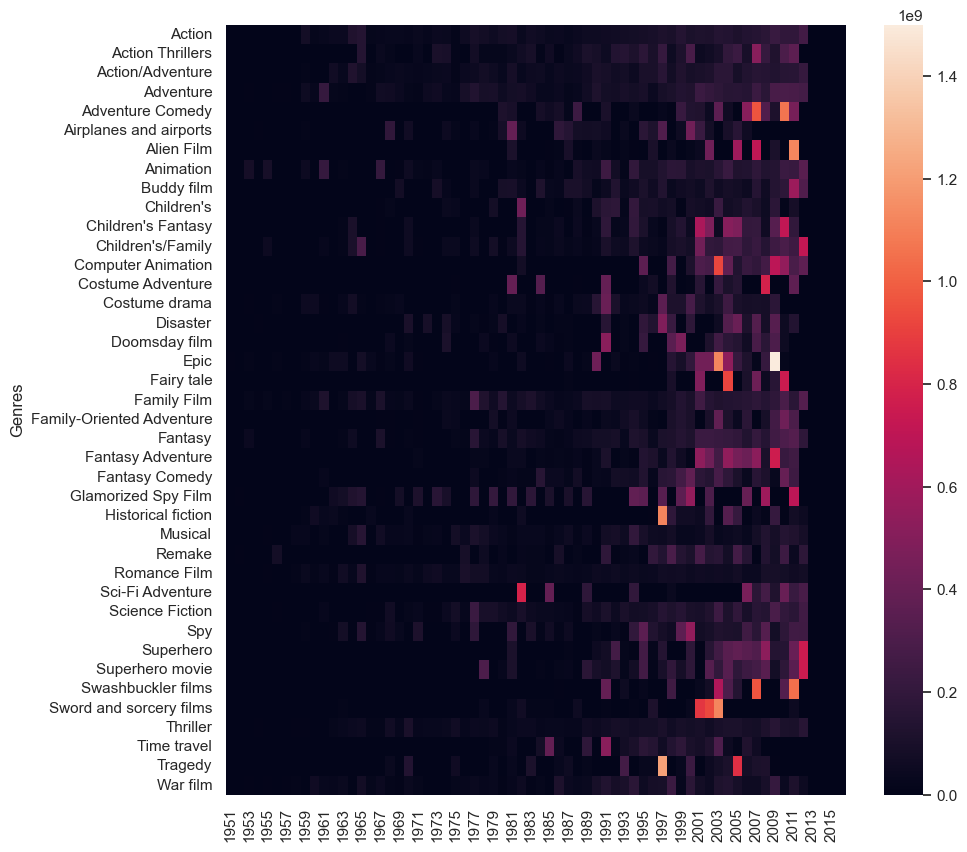 1e9
Action
Action Thrillers
Action/Adventure
Adventure
Adventure Comedy
Airplanes and airports
Alien Film
Animation
Buddy film
Children's
Children's Fantasy
Children's/Family
Computer Animation
Costume Adventure
Costume drama
Disaster
Doomsday film
Epic
Fairy tale
Family Film
Family-Oriented Adventure
Fantasy
Fantasy Adventure
Fantasy Comedy
Glamorized Spy Film
Historical fiction
Musical
Remake
Romance Film
Sci-Fi Adventure
Science Fiction
Spy
Superhero
Superhero movie
Swashbuckler films
Sword and sorcery films
Thriller
Time travel
Tragedy
War film
Genres
1951
1953
1955
1957
1959
1961
1963
1965
1967
1969
1971
1973
1975
1977
1979
1981
1983
1985
1987
1989
1991
1993
1995
1997
1999
2001
2003
2005
2007
2009
2011
2013
2015
1.4
1.2
1.0
0.8
0.6
0.4
0.2
0.0